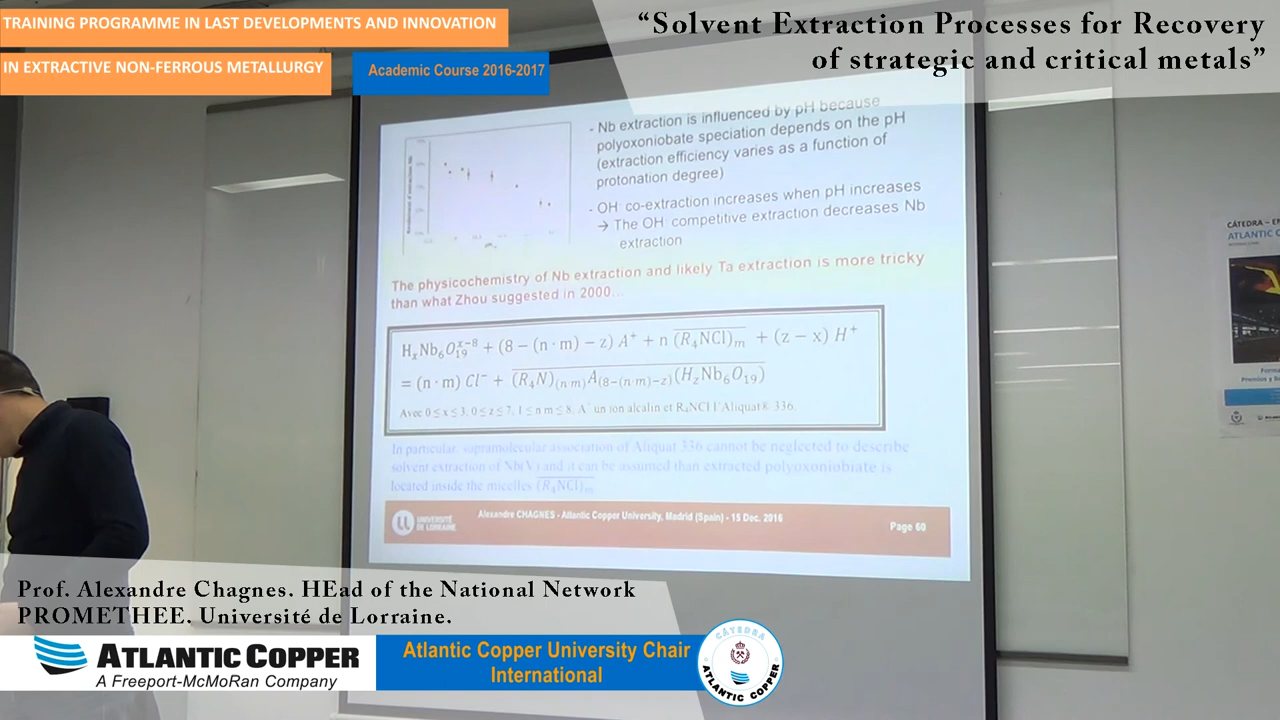 TRAINING PROGRAMME IN LAST DEVELOPMENTS AND INNOVATION
IN EXTRACTIVE NON-FERROUS METALLURGY
Academic Course 2016-2017
“Solvent Extraction Processes for Recovery
of strategic and critical metals”
- Nb extraction is influenced by pH because
polyoxoniobate speciation depends on the pH
(extraction efficiency varies as a function of
protonation degree)
- OH⁻ co-extraction increases when pH increases
→ The OH⁻ competitive extraction decreases Nb
extraction
The physicochemistry of Nb extraction and likely Ta extraction is more tricky
than what Zhou suggested in 2000…
HₓNb₆O₁₉ˣ⁻⁸ + (8 − (n · m) − z) A⁺ + n (R₄NCl)ₘ + (z − x) H⁺
= (n · m) Cl⁻ + (R₄N)(n·m)A(8−(n·m)−z)(H_zNb₆O₁₉)
Avec 0 ≤ x ≤ 3, 0 ≤ z ≤ 7, 1 ≤ n m ≤ 8, A⁺ un ion alcalin et R₄NCl l'Aliquat® 336.
In particular, supramolecular association of Aliquat 336 cannot be neglected to describe
solvent extraction of Nb(V) and it can be assumed than extracted polyoxoniobiate is
located inside the micelles (R₄NCl)ₘ
UNIVERSITÉ
DE LORRAINE
Alexandre CHAGNES - Atlantic Copper University, Madrid (Spain) - 15 Dec. 2016
Page 60
CÁTEDRA – 
ATLANTIC C
Prof. Alexandre Chagnes. HEad of the National Network
PROMETHEE. Université de Lorraine.
ATLANTIC COPPER
A Freeport-McMoRan Company
Atlantic Copper University Chair
International
CÁTEDRA
ATLANTIC COPPER